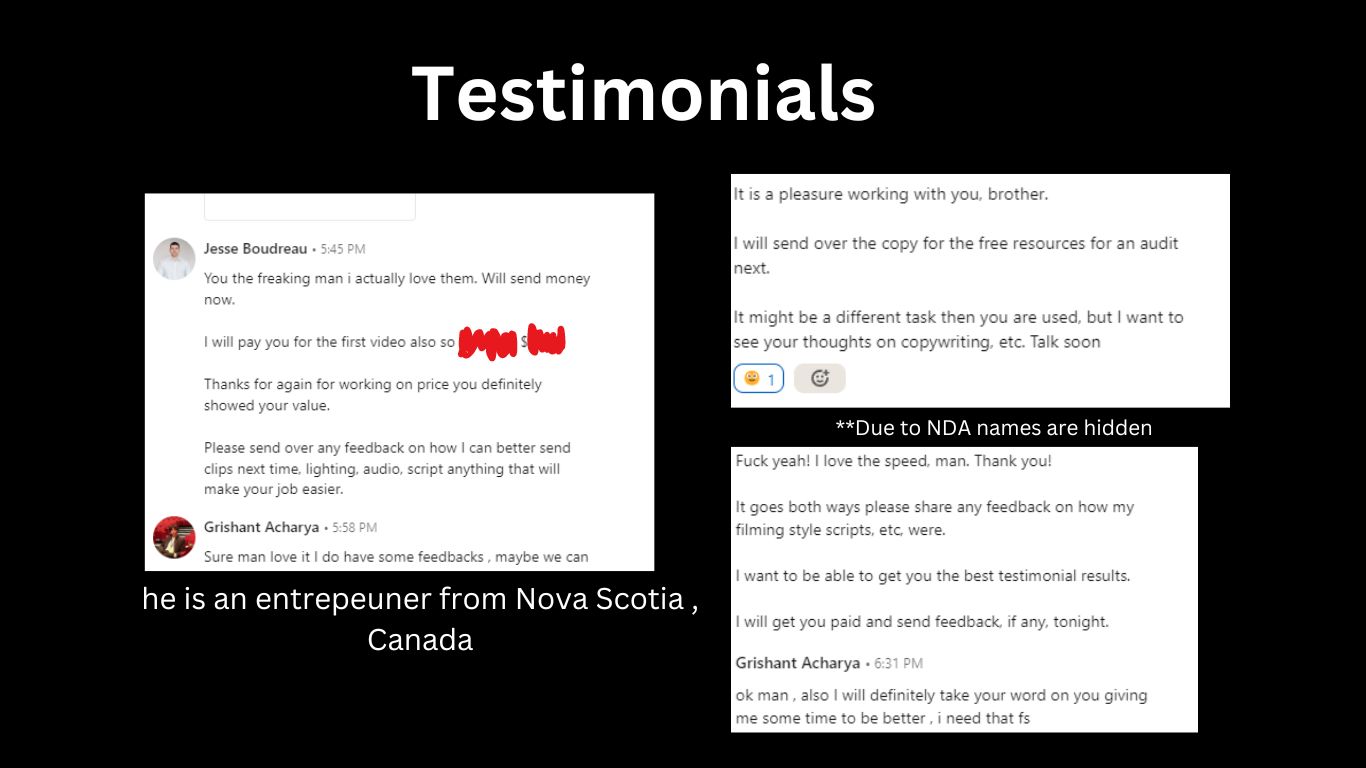 Testimonials
Jesse Boudreau • 5:45 PM
You the freaking man i actually love them. Will send money
now.
I will pay you for the first video also so $
Thanks for again for working on price you definitely
showed your value.
Please send over any feedback on how I can better send
clips next time, lighting, audio, script anything that will
make your job easier.
Grishant Acharya • 5:58 PM
Sure man love it I do have some feedbacks , maybe we can
he is an entrepeuner from Nova Scotia ,
Canada
It is a pleasure working with you, brother.
I will send over the copy for the free resources for an audit
next.
It might be a different task then you are used, but I want to
see your thoughts on copywriting, etc. Talk soon
1
**Due to NDA names are hidden
Fuck yeah! I love the speed, man. Thank you!
It goes both ways please share any feedback on how my
filming style scripts, etc, were.
I want to be able to get you the best testimonial results.
I will get you paid and send feedback, if any, tonight.
Grishant Acharya • 6:31 PM
ok man , also I will definitely take your word on you giving
me some time to be better , i need that fs